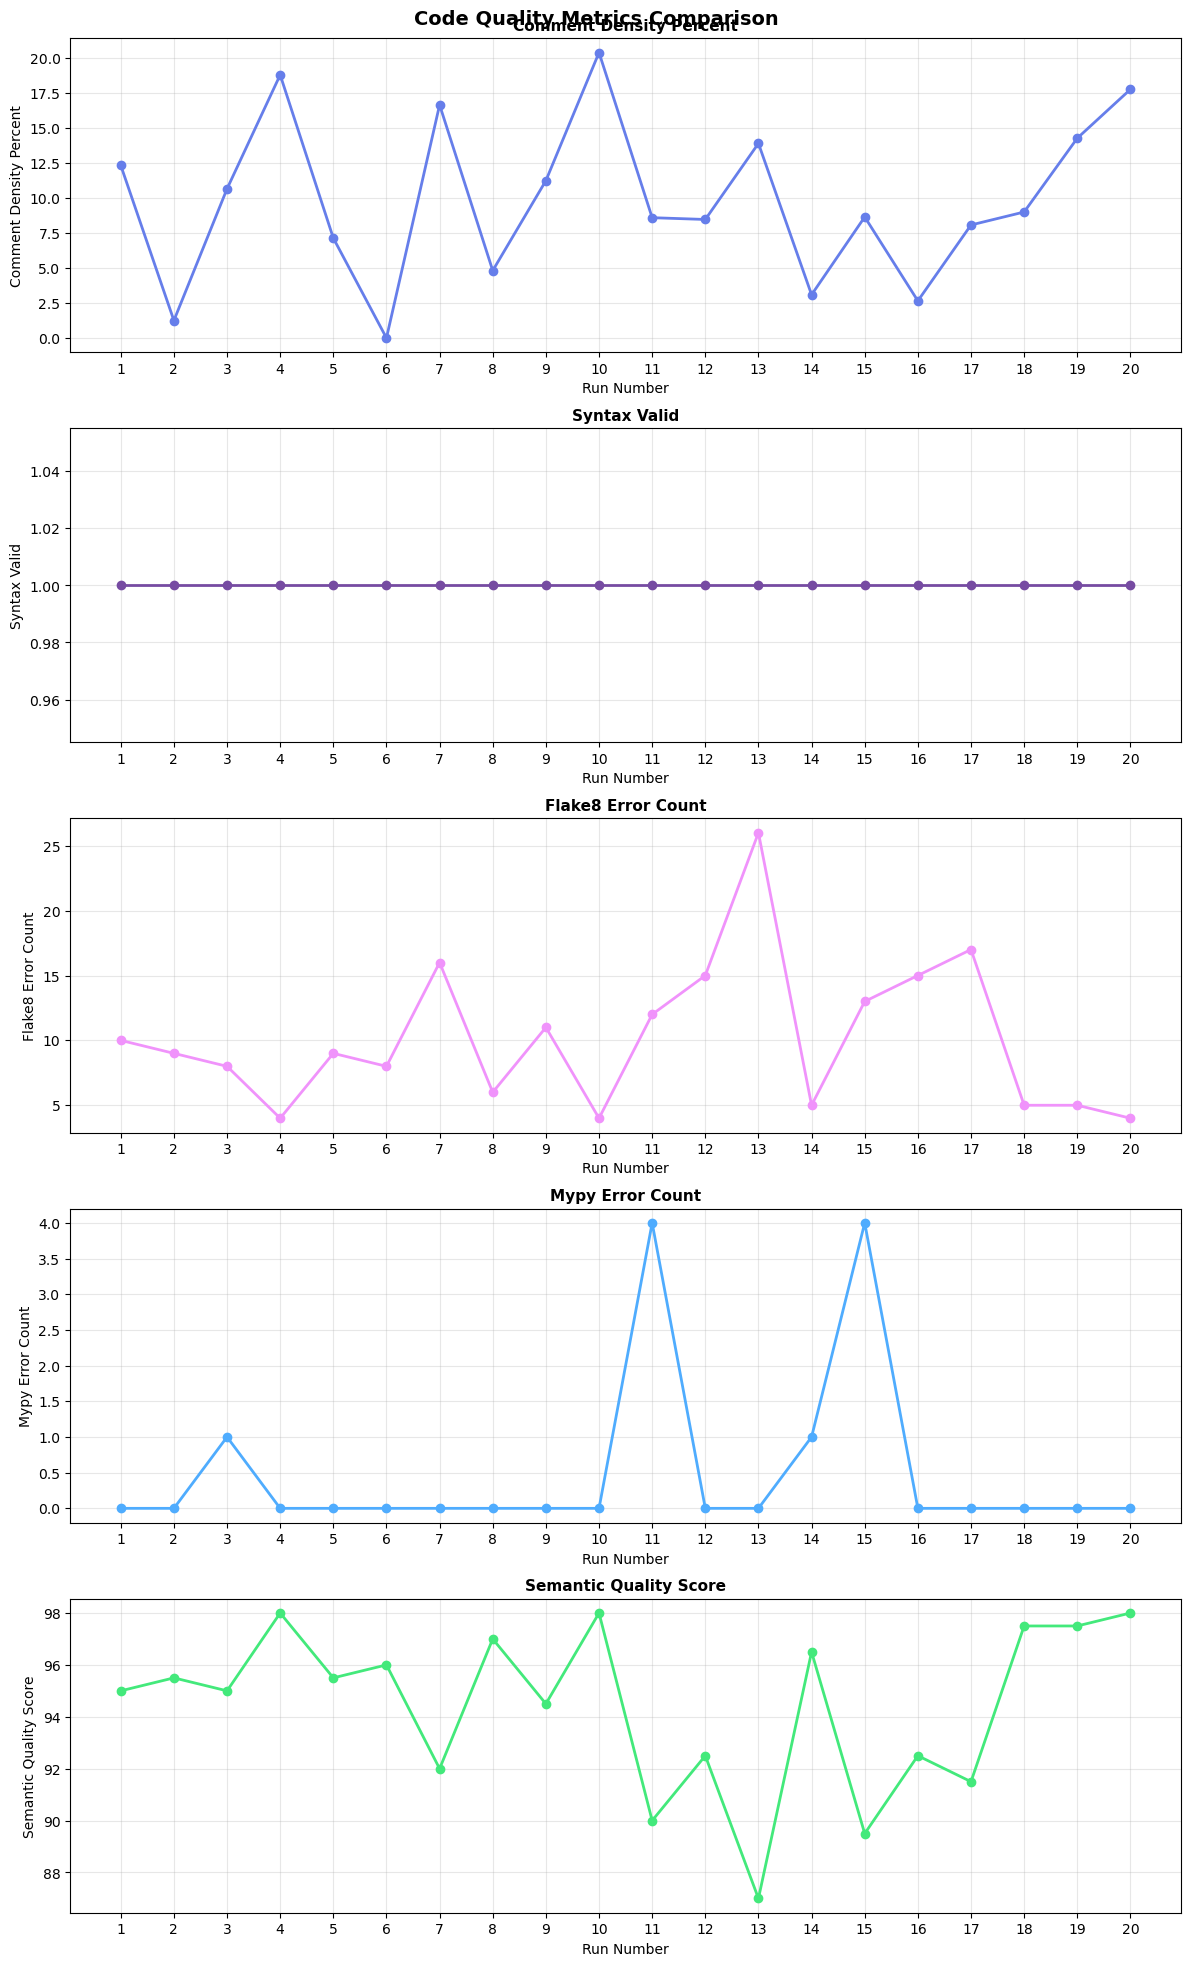 Code Quality Metrics Comparison
Comment Density Percent
Comment Density Percent
20.0
17.5
15.0
12.5
10.0
7.5
5.0
2.5
0.0
1 2 3 4 5 6 7 8 9 10 11 12 13 14 15 16 17 18 19 20
Run Number
Syntax Valid
Syntax Valid
1.04
1.02
1.00
0.98
0.96
1 2 3 4 5 6 7 8 9 10 11 12 13 14 15 16 17 18 19 20
Run Number
Flake8 Error Count
Flake8 Error Count
25
20
15
10
5
1 2 3 4 5 6 7 8 9 10 11 12 13 14 15 16 17 18 19 20
Run Number
Mypy Error Count
Mypy Error Count
4.0
3.5
3.0
2.5
2.0
1.5
1.0
0.5
0.0
1 2 3 4 5 6 7 8 9 10 11 12 13 14 15 16 17 18 19 20
Run Number
Semantic Quality Score
Semantic Quality Score
98
96
94
92
90
88
1 2 3 4 5 6 7 8 9 10 11 12 13 14 15 16 17 18 19 20
Run Number